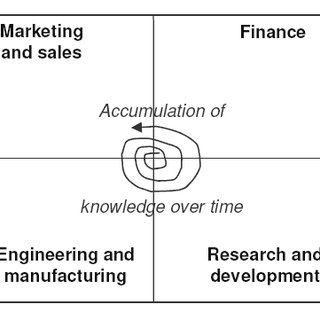 Marketing
and sales
Finance
Accumulation of
knowledge over time
Engineering and
manufacturing
Research and
development